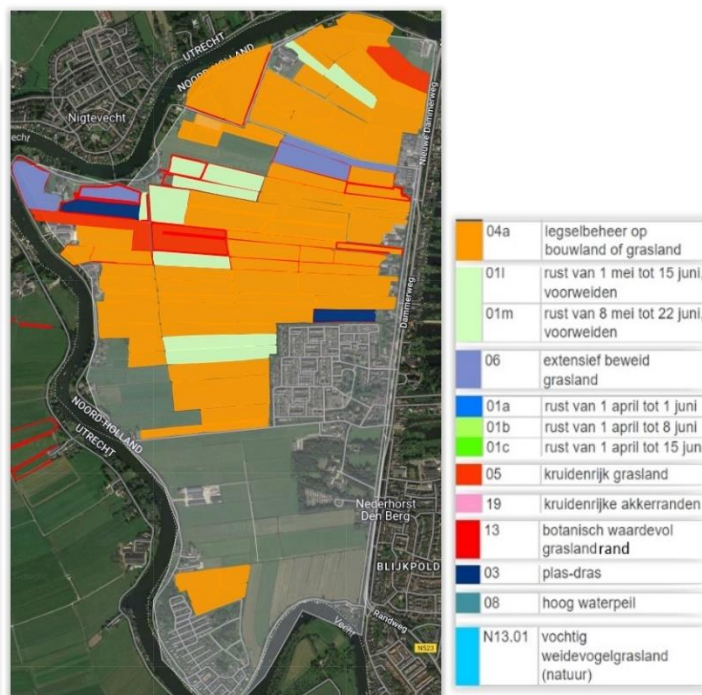 UTRECHT
NOORD-HOLLAND
Nigtevecht
Nieuwe Dammerweg
Dammerweg
NOORD-HOLLAND
UTRECHT
Nederhorst
Den Berg
BLIJKPOLD
Randweg
Vecht
N523
04a legselbeheer op
bouwland of grasland
01l rust van 1 mei tot 15 juni,
voorweiden
01m rust van 8 mei tot 22 juni,
voorweiden
06 extensief beweid
grasland
01a rust van 1 april tot 1 juni
01b rust van 1 april tot 8 juni
01c rust van 1 april tot 15 jun
05 kruidenrijk grasland
19 kruidenrijke akkerranden
13 botanisch waardevol
graslandrand
03 plas-dras
08 hoog waterpeil
N13.01 vochtig
weidevogelgrasland
(natuur)